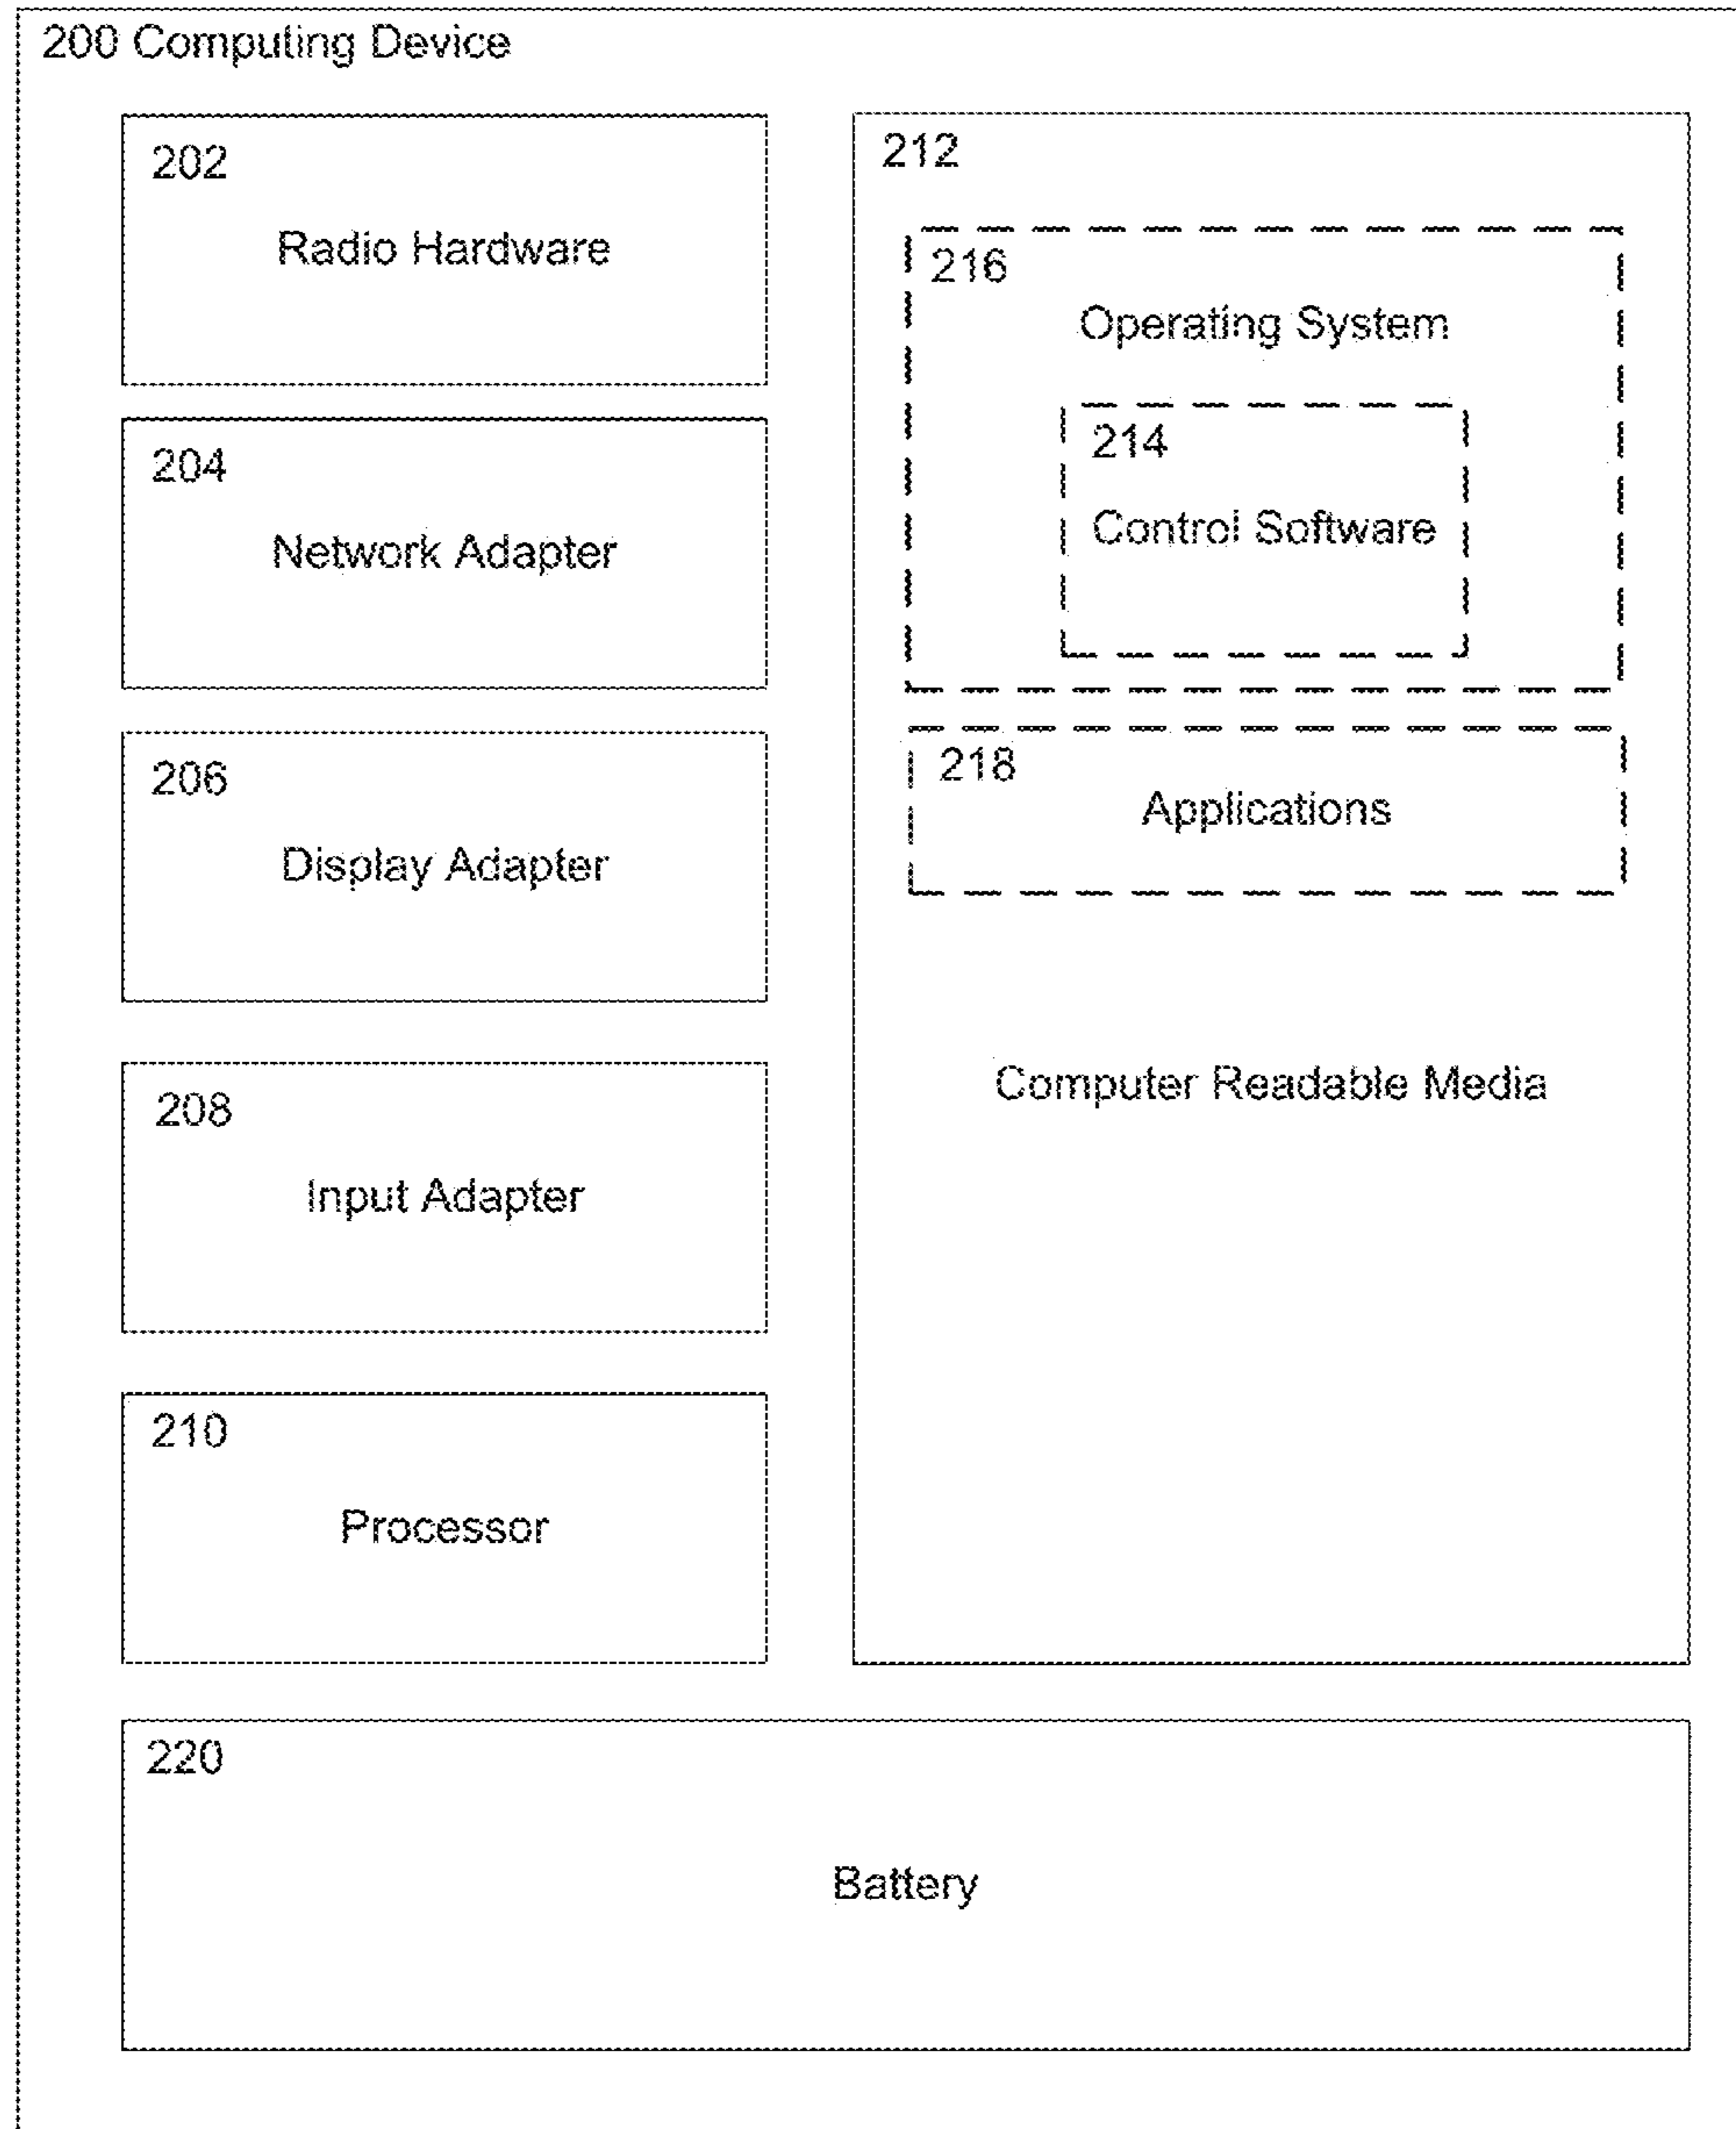 200 Computing Device
202
Radio Hardware
204
Network Adapter
206
Display Adapter
208
Input Adapter
210
Processor
212
216
Operating System
214
Control Software
218
Applications
Computer Readable Media
220
Battery